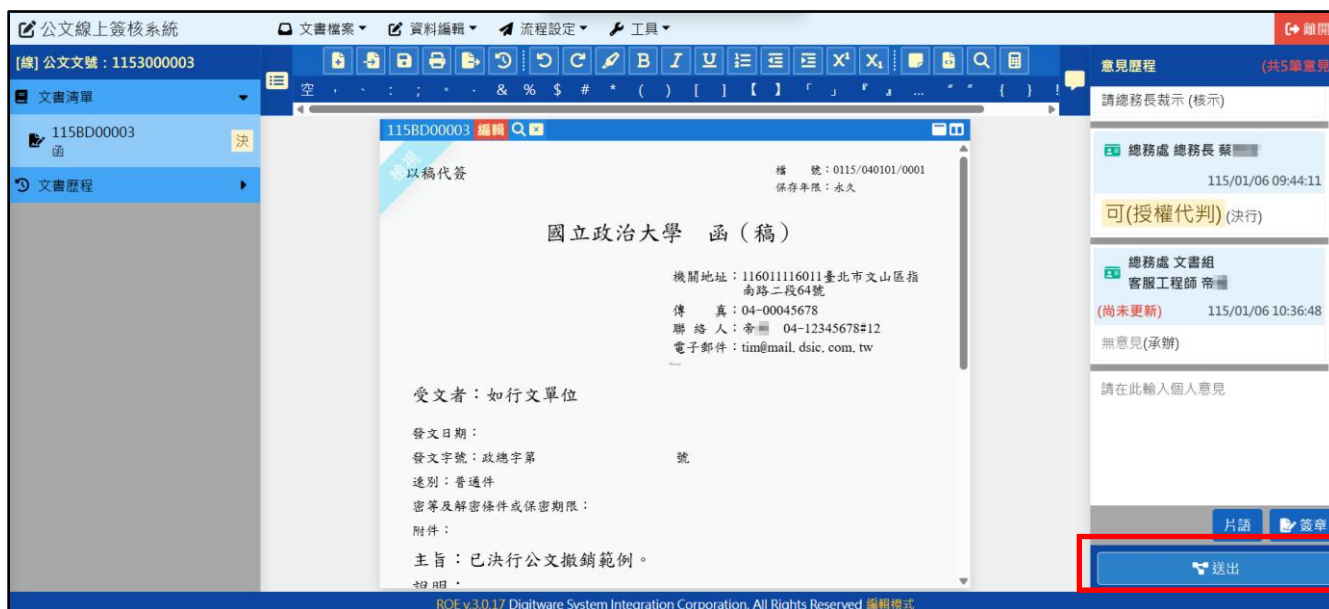 公文線上簽核系統
文書檔案 資料編輯 流程設定 工具 離開
[線] 公文文號：1153000003
文書清單
115BD00003
函
決
文書歷程
B I U X¹ X₁
空 , 、 : ; 。 · & % $ # * ( ) [ ] 【 】 「 」 『 』 … " " { } !
115BD00003 編輯
以稿代簽
檔　　號：0115/040101/0001
保存年限：永久
國立政治大學　函（稿）
機關地址：116011116011臺北市文山區指
南路二段64號
傳　　真：04-00045678
聯 絡 人：帝 04-12345678#12
電子郵件：tim@mail.dsic.com.tw
受文者：如行文單位
發文日期：
發文字號：政總字第　　　　　　　號
速別：普通件
密等及解密條件或保密期限：
附件：
主旨：已決行公文撤銷範例。
說明：
意見歷程 (共5筆意見
請總務長裁示 (核示)
總務處 總務長 蔡
115/01/06 09:44:11
可(授權代判) (決行)
總務處 文書組
客服工程師 帝
(尚未更新) 115/01/06 10:36:48
無意見(承辦)
請在此輸入個人意見
片語 簽章
送出
ROE v.3.0.17 Digitware System Integration Corporation. All Rights Reserved 編輯模式